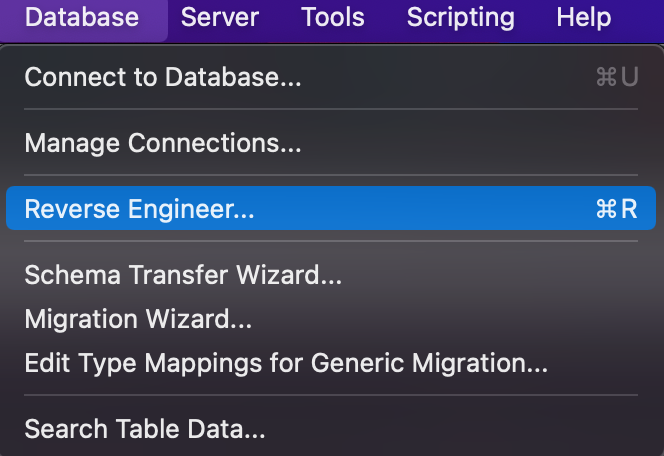 Database Server Tools Scripting Help
Connect to Database... ⌘U
Manage Connections...
Reverse Engineer... ⌘R
Schema Transfer Wizard...
Migration Wizard...
Edit Type Mappings for Generic Migration...
Search Table Data...